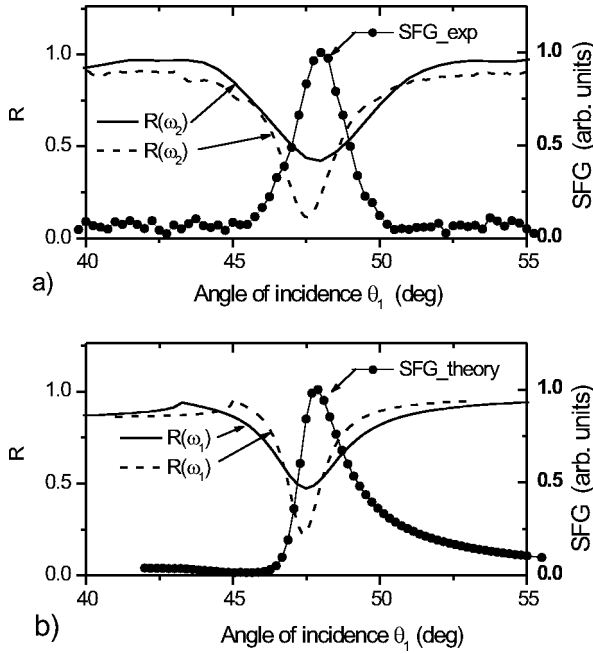 1.0
0.5
0.0
R
SFG_exp
R(ω2)
R(ω2)
1.0
0.5
0.0
SFG (arb. units)
40 45 50 55
a)
Angle of incidence θ1 (deg)
1.0
0.5
0.0
R
SFG_theory
R(ω1)
R(ω1)
1.0
0.5
0.0
SFG (arb. units)
40 45 50 55
b)
Angle of incidence θ1 (deg)